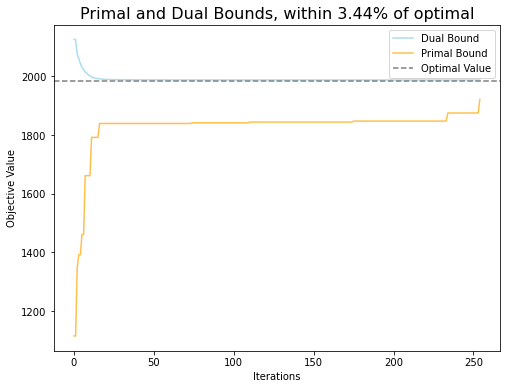 Primal and Dual Bounds, within 3.44% of optimal
Dual Bound
Primal Bound
Optimal Value
Objective Value
2000
1800
1600
1400
1200
0 50 100 150 200 250
Iterations